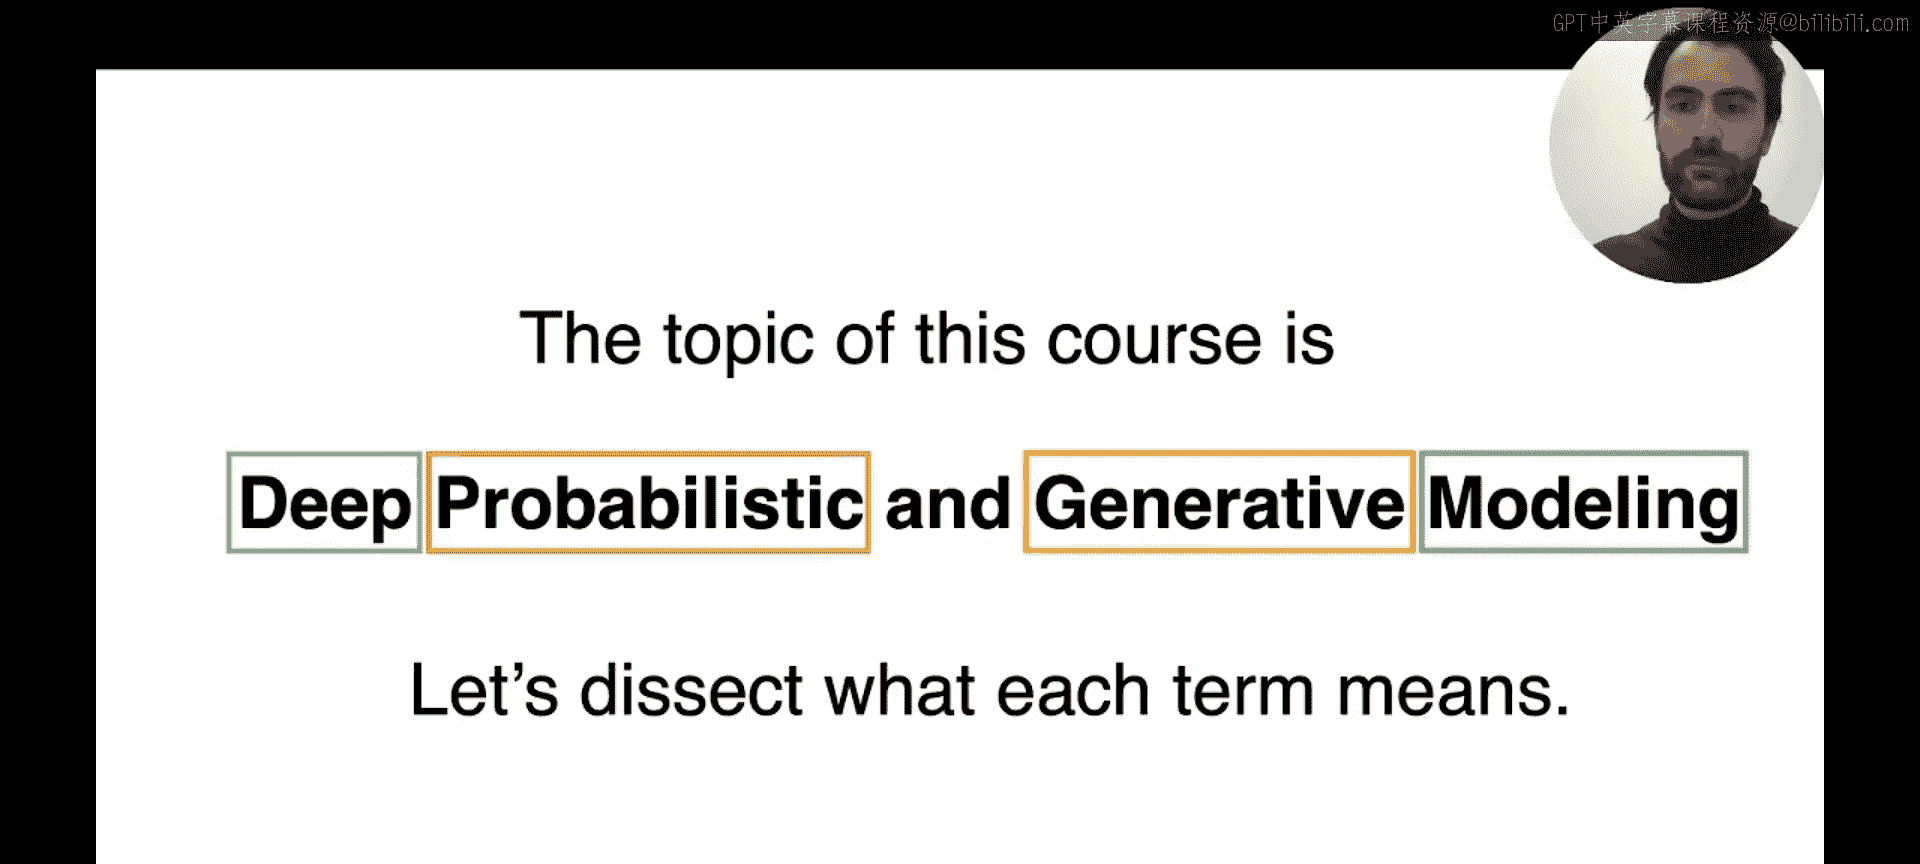 GPT中英字幕课程资源@bilibili.com
The topic of this course is
Deep Probabilistic and Generative Modeling
Let’s dissect what each term means.